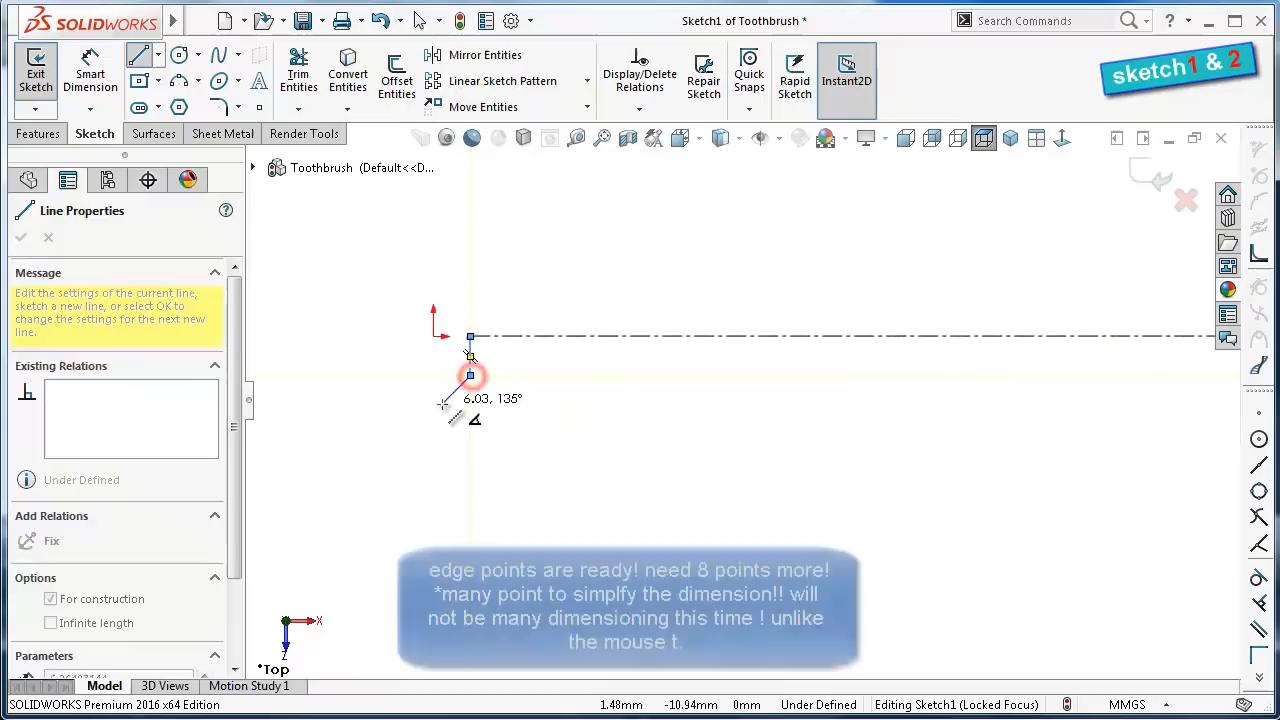 SOLIDWORKS
Sketch1 of Toothbrush *
Search Commands
Exit
Sketch
Smart
Dimension
Trim
Entities
Convert
Entities
Offset
Entities
Mirror Entities
Linear Sketch Pattern
Move Entities
Display/Delete
Relations
Repair
Sketch
Quick
Snaps
Rapid
Sketch
Instant2D
sketch1 & 2
Features
Sketch
Surfaces
Sheet Metal
Render Tools
Toothbrush (Default<<D...
Line Properties
Message
Edit the settings of the current line,
sketch a new line, or select OK to
change the settings for the next new
line.
Existing Relations
Under Defined
Add Relations
Fix
Options
For construction
Infinite length
Parameters
6.03, 135°
edge points are ready! need 8 points more!
*many point to simplfy the dimension!! will
not be many dimensioning this time ! unlike
the mouse t.
X
Z
*Top
Model
3D Views
Motion Study 1
SOLIDWORKS Premium 2016 x64 Edition
1.48mm
-10.94mm
0mm
Under Defined
Editing Sketch1 (Locked Focus)
MMGS